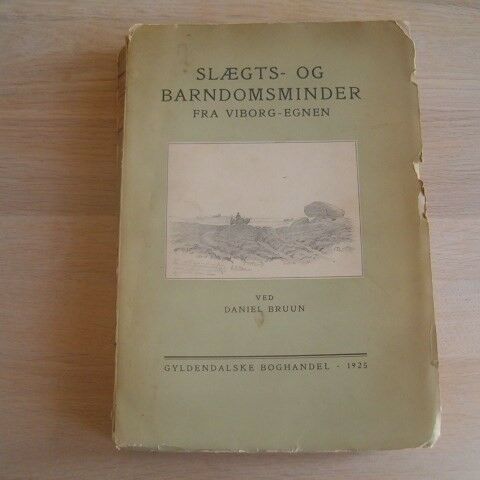 SLÆGTS- OG
BARNDOMSMINDER
FRA VIBORG-EGNEN
VED
DANIEL BRUUN
GYLDENDALSKE BOGHANDEL - 1925